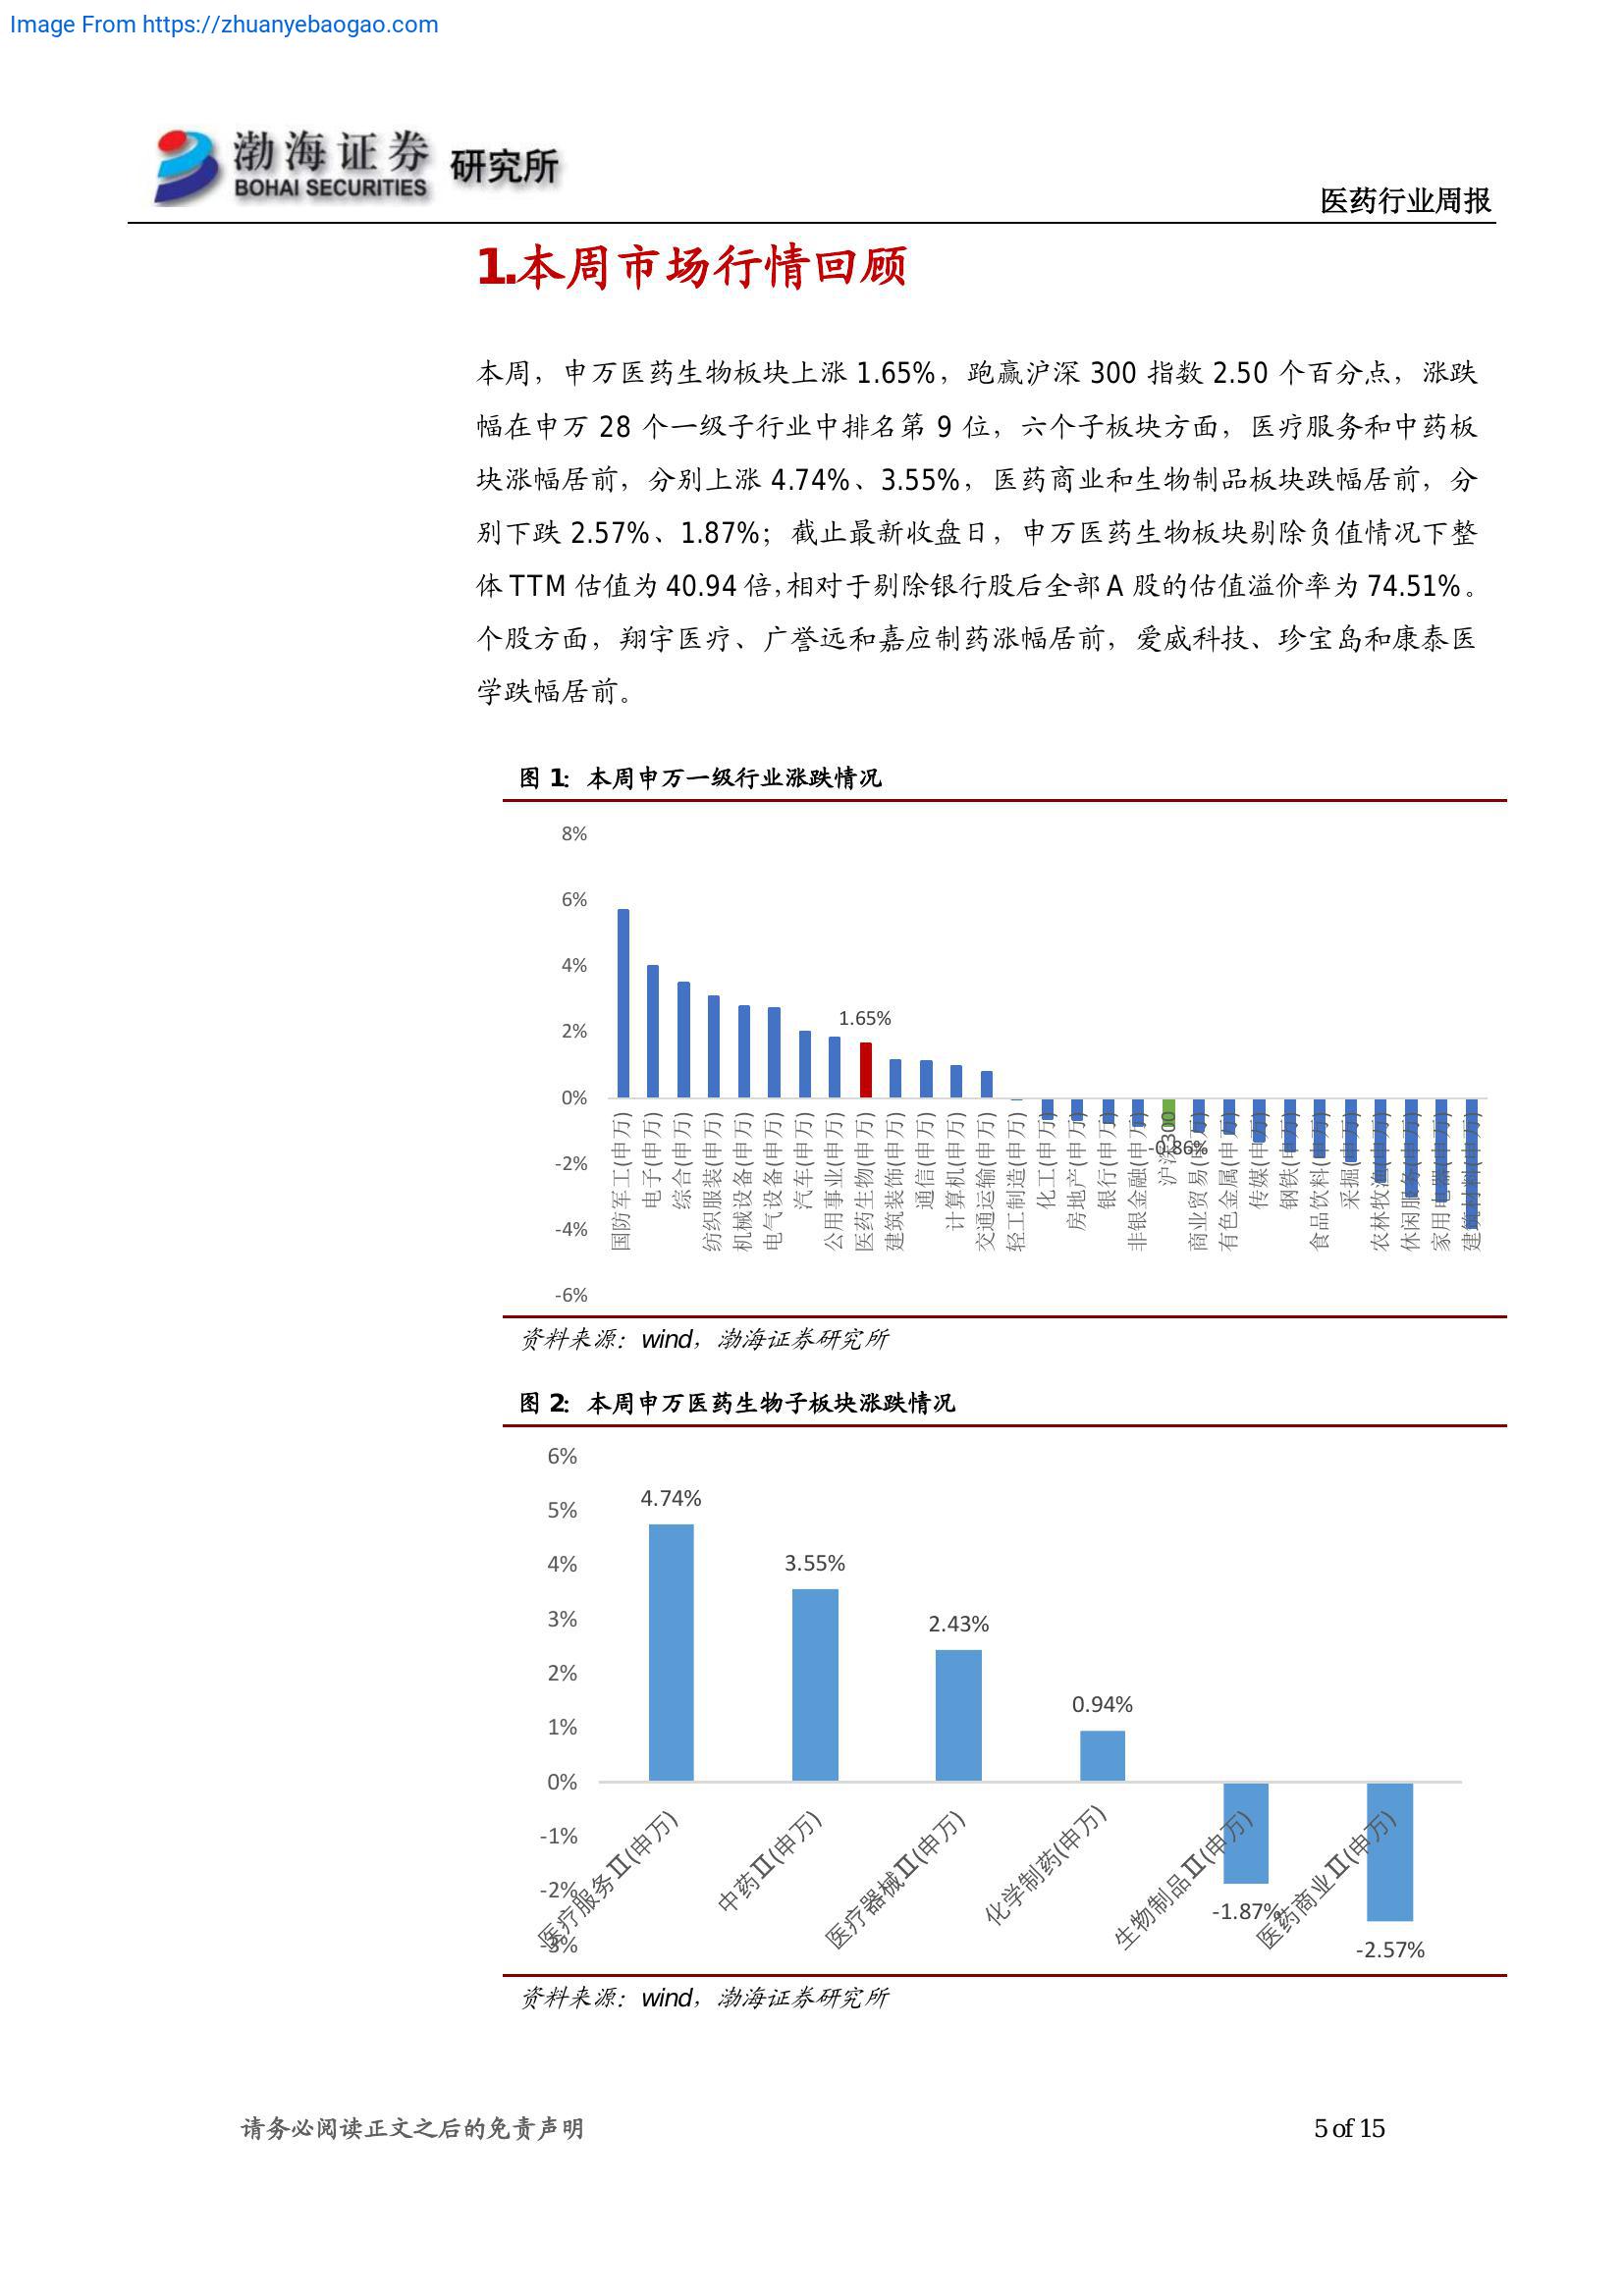 Image From https://zhuanyebaogao.com
渤海证券 研究所
BOHAI SECURITIES
医药行业周报
1.本周市场行情回顾
本周，申万医药生物板块上涨 1.65%，跑赢沪深 300 指数 2.50 个百分点，涨跌
幅在申万 28 个一级子行业中排名第 9 位，六个子板块方面，医疗服务和中药板
块涨幅居前，分别上涨 4.74%、3.55%，医药商业和生物制品板块跌幅居前，分
别下跌 2.57%、1.87%；截止最新收盘日，申万医药生物板块剔除负值情况下整
体 TTM 估值为 40.94 倍，相对于剔除银行股后全部 A 股的估值溢价率为 74.51%。
个股方面，翔宇医疗、广誉远和嘉应制药涨幅居前，爱威科技、珍宝岛和康泰医
学跌幅居前。
图 1：本周申万一级行业涨跌情况
8%
6%
4%
2%
0%
-2%
-4%
-6%
1.65%
-0.86%
国防军工(申万)
电子(申万)
综合(申万)
纺织服装(申万)
机械设备(申万)
电气设备(申万)
汽车(申万)
公用事业(申万)
医药生物(申万)
建筑装饰(申万)
通信(申万)
计算机(申万)
交通运输(申万)
轻工制造(申万)
化工(申万)
房地产(申万)
银行(申万)
非银金融(申万)
沪深300
商业贸易(申万)
有色金属(申万)
传媒(申万)
钢铁(申万)
食品饮料(申万)
采掘(申万)
农林牧渔(申万)
休闲服务(申万)
家用电器(申万)
建筑材料(申万)
资料来源：wind，渤海证券研究所
图 2：本周申万医药生物子板块涨跌情况
6%
5%
4%
3%
2%
1%
0%
-1%
-2%
-3%
4.74%
3.55%
2.43%
0.94%
-1.87%
-2.57%
医疗服务Ⅱ(申万)
中药Ⅱ(申万)
医疗器械Ⅱ(申万)
化学制药(申万)
生物制品Ⅱ(申万)
医药商业Ⅱ(申万)
资料来源：wind，渤海证券研究所
请务必阅读正文之后的免责声明
5 of 15